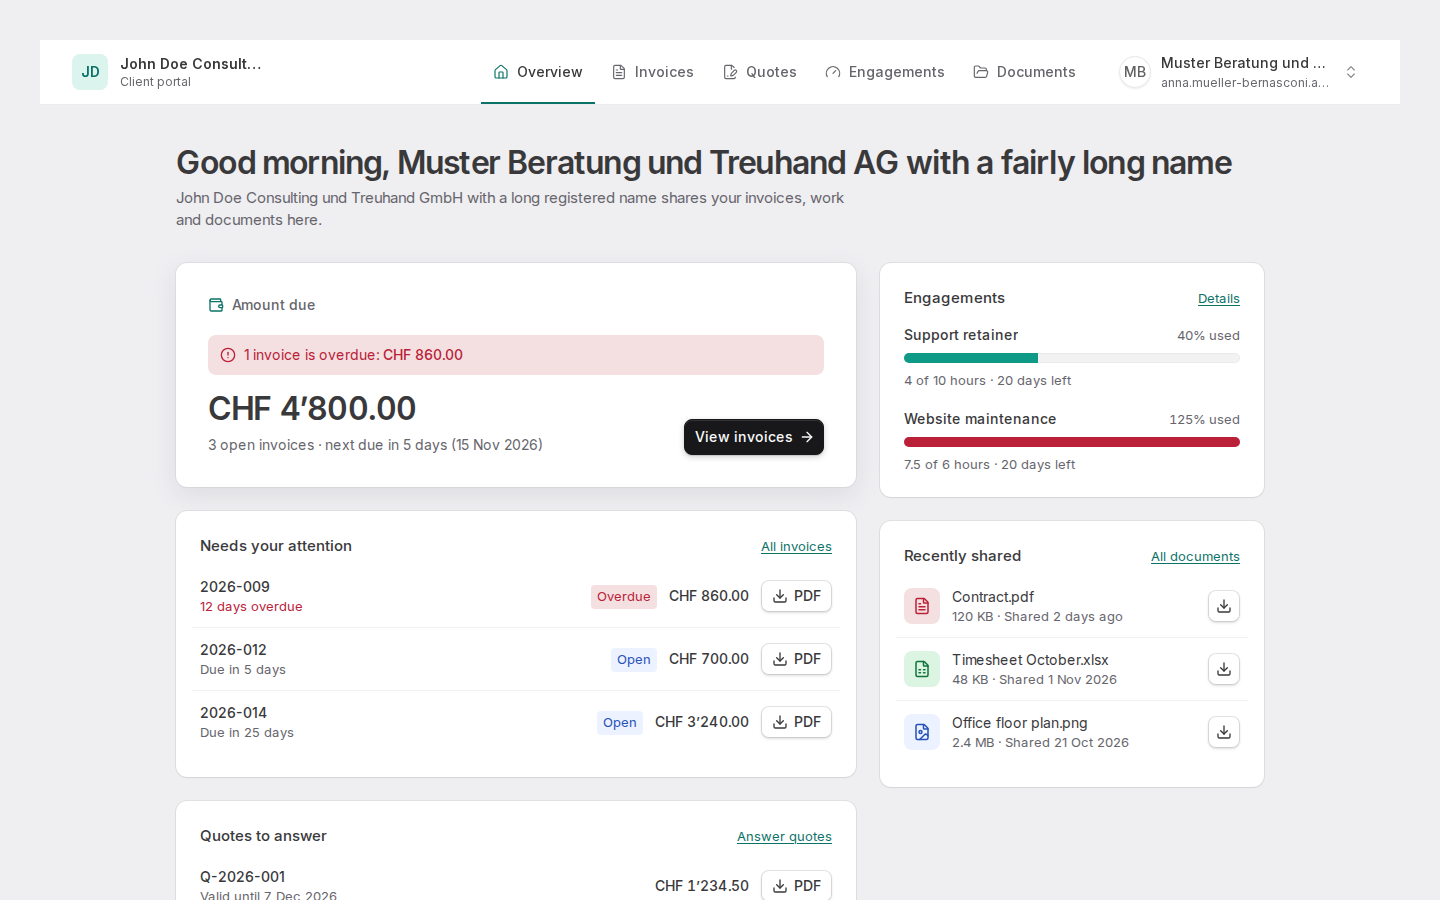 JD
John Doe Consult…
Client portal
Overview
Invoices
Quotes
Engagements
Documents
MB
Muster Beratung und …
anna.mueller-bernasconi.a…
Good morning, Muster Beratung und Treuhand AG with a fairly long name
John Doe Consulting und Treuhand GmbH with a long registered name shares your invoices, work
and documents here.
Amount due
1 invoice is overdue: CHF 860.00
CHF 4’800.00
3 open invoices · next due in 5 days (15 Nov 2026)
View invoices
Needs your attention
All invoices
2026-009
12 days overdue
Overdue
CHF 860.00
PDF
2026-012
Due in 5 days
Open
CHF 700.00
PDF
2026-014
Due in 25 days
Open
CHF 3’240.00
PDF
Quotes to answer
Answer quotes
Q-2026-001
Valid until 7 Dec 2026
CHF 1’234.50
PDF
Engagements
Details
Support retainer
40% used
4 of 10 hours · 20 days left
Website maintenance
125% used
7.5 of 6 hours · 20 days left
Recently shared
All documents
Contract.pdf
120 KB · Shared 2 days ago
Timesheet October.xlsx
48 KB · Shared 1 Nov 2026
Office floor plan.png
2.4 MB · Shared 21 Oct 2026